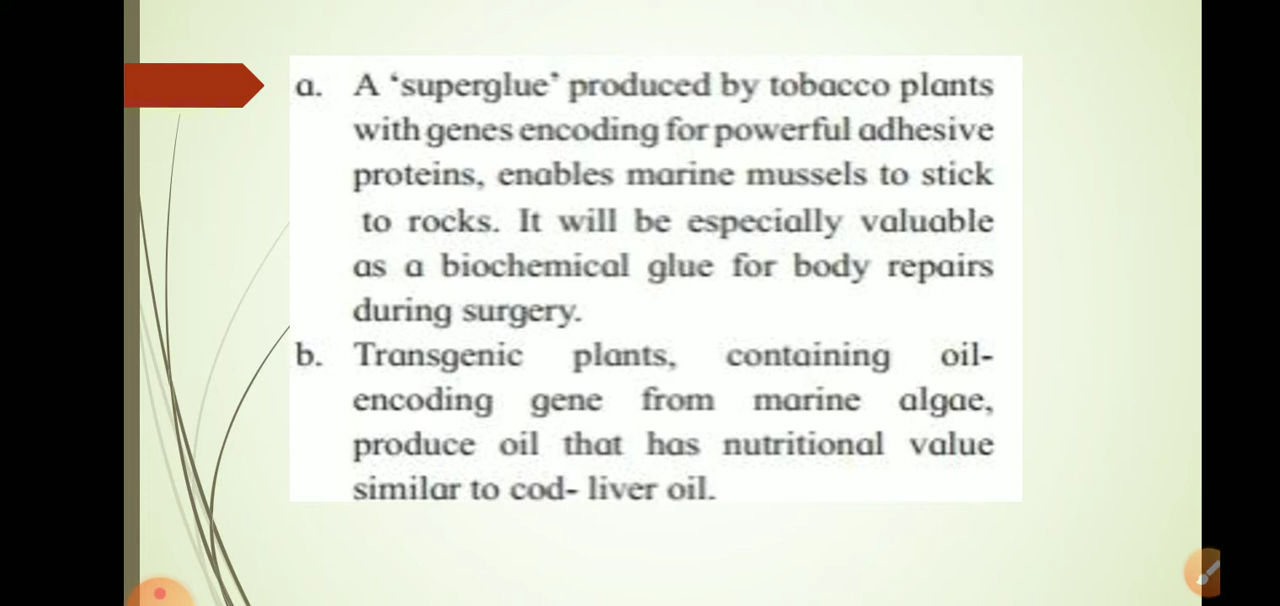 a. A ‘superglue’ produced by tobacco plants
with genes encoding for powerful adhesive
proteins, enables marine mussels to stick
to rocks. It will be especially valuable
as a biochemical glue for body repairs
during surgery.
b. Transgenic plants, containing oil-
encoding gene from marine algae,
produce oil that has nutritional value
similar to cod- liver oil.